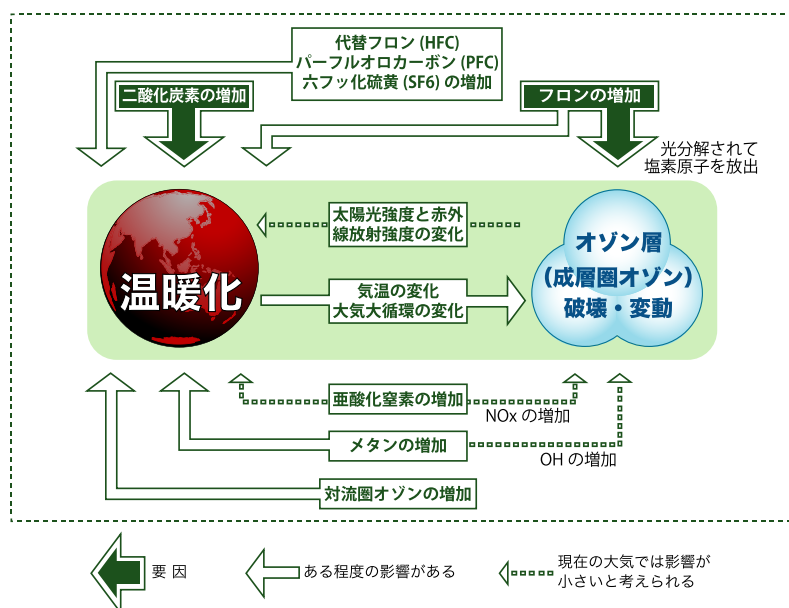 代替フロン (HFC)
パーフルオロカーボン (PFC)
六フッ化硫黄 (SF6) の増加
二酸化炭素の増加
フロンの増加
光分解されて
塩素原子を放出
太陽光強度と赤外
線放射強度の変化
温暖化
オゾン層
(成層圏オゾン)
破壊・変動
気温の変化
大気大循環の変化
亜酸化窒素の増加
NOx の増加
メタンの増加
OH の増加
対流圏オゾンの増加
要 因
ある程度の影響がある
現在の大気では影響が
小さいと考えられる